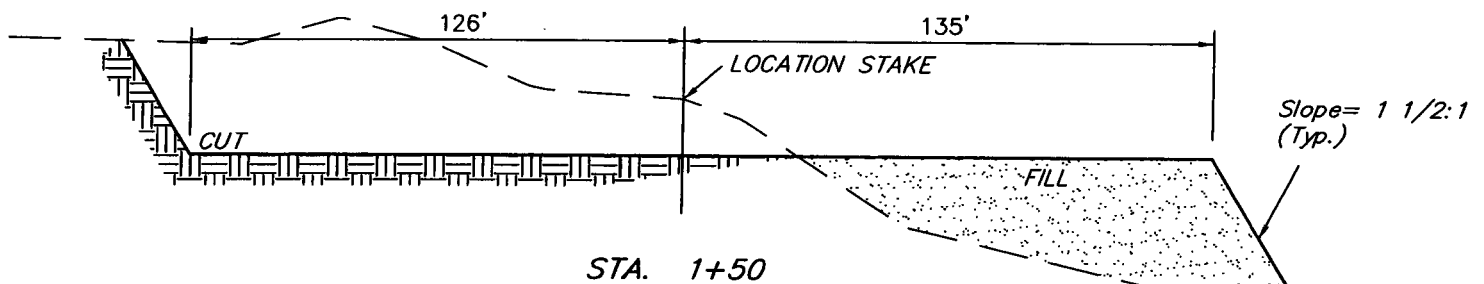 126' 135'
LOCATION STAKE
Slope= 1 1/2:1
(Typ.)
CUT
FILL
STA. 1+50